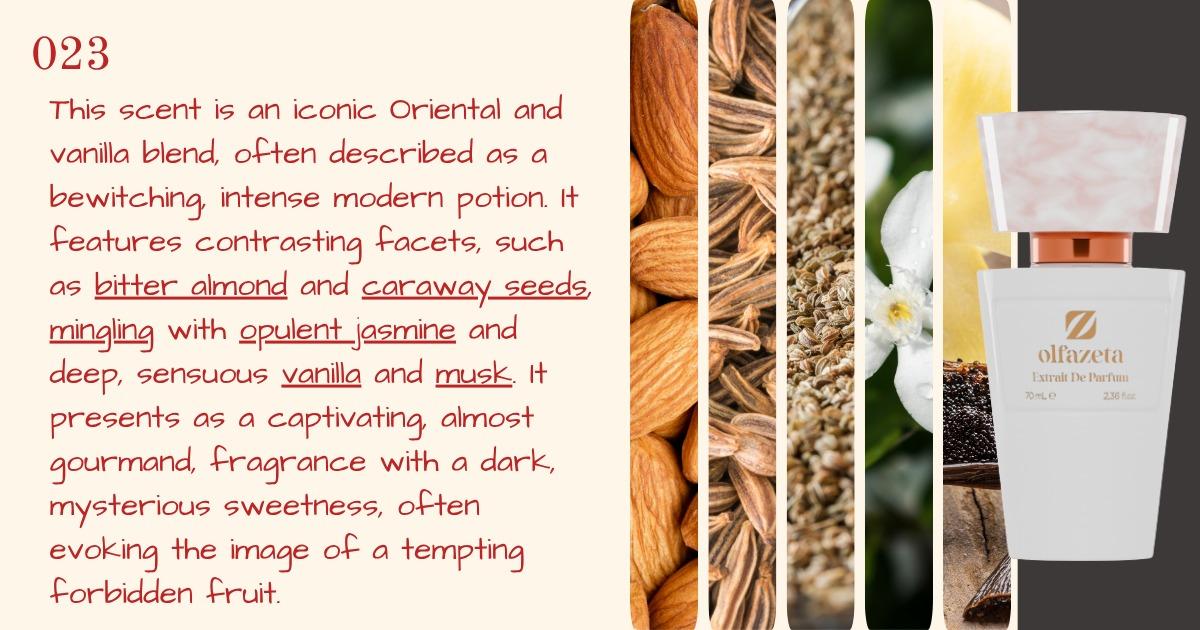 023
This scent is an iconic Oriental and
vanilla blend, often described as a
bewitching, intense modern potion. It
features contrasting facets, such
as bitter almond and caraway seeds,
mingling with opulent jasmine and
deep, sensuous vanilla and musk. It
presents as a captivating, almost
gourmand, fragrance with a dark,
mysterious sweetness, often
evoking the image of a tempting
forbidden fruit.
olfazeta
Extrait De Parfum
70 mL ℮ 2,36 fl.oz